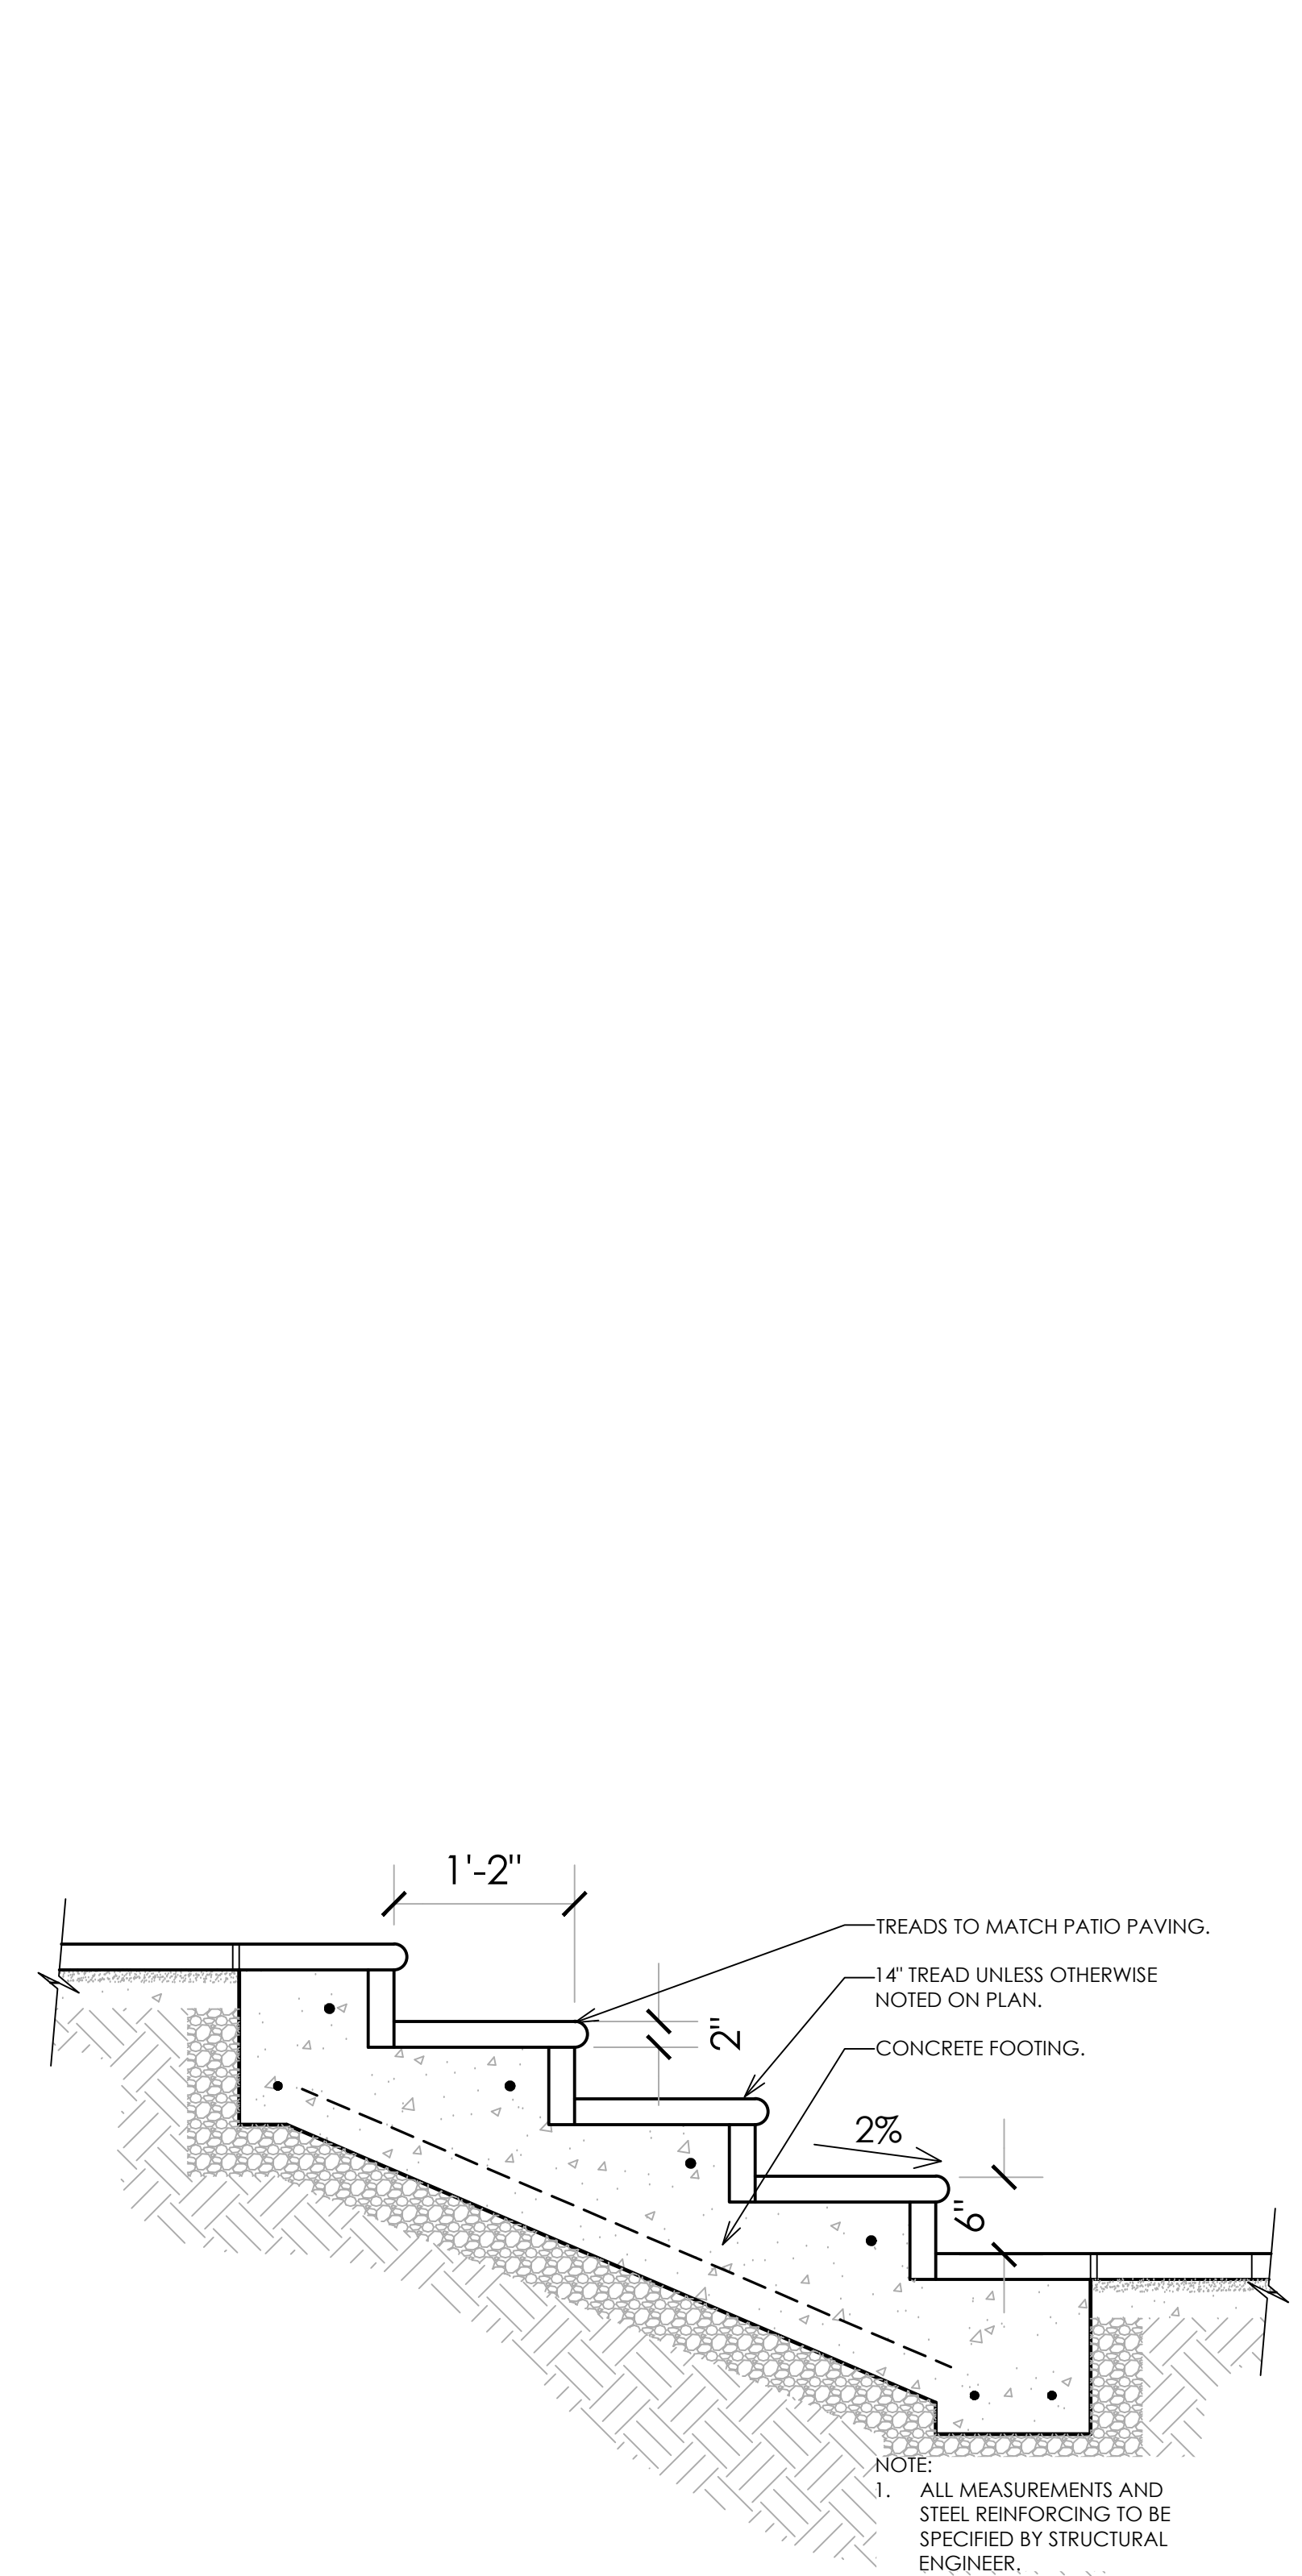 1'-2"
TREADS TO MATCH PATIO PAVING.
14" TREAD UNLESS OTHERWISE
NOTED ON PLAN.
2"
CONCRETE FOOTING.
2%
6"
NOTE:
1. ALL MEASUREMENTS AND
STEEL REINFORCING TO BE
SPECIFIED BY STRUCTURAL
ENGINEER.